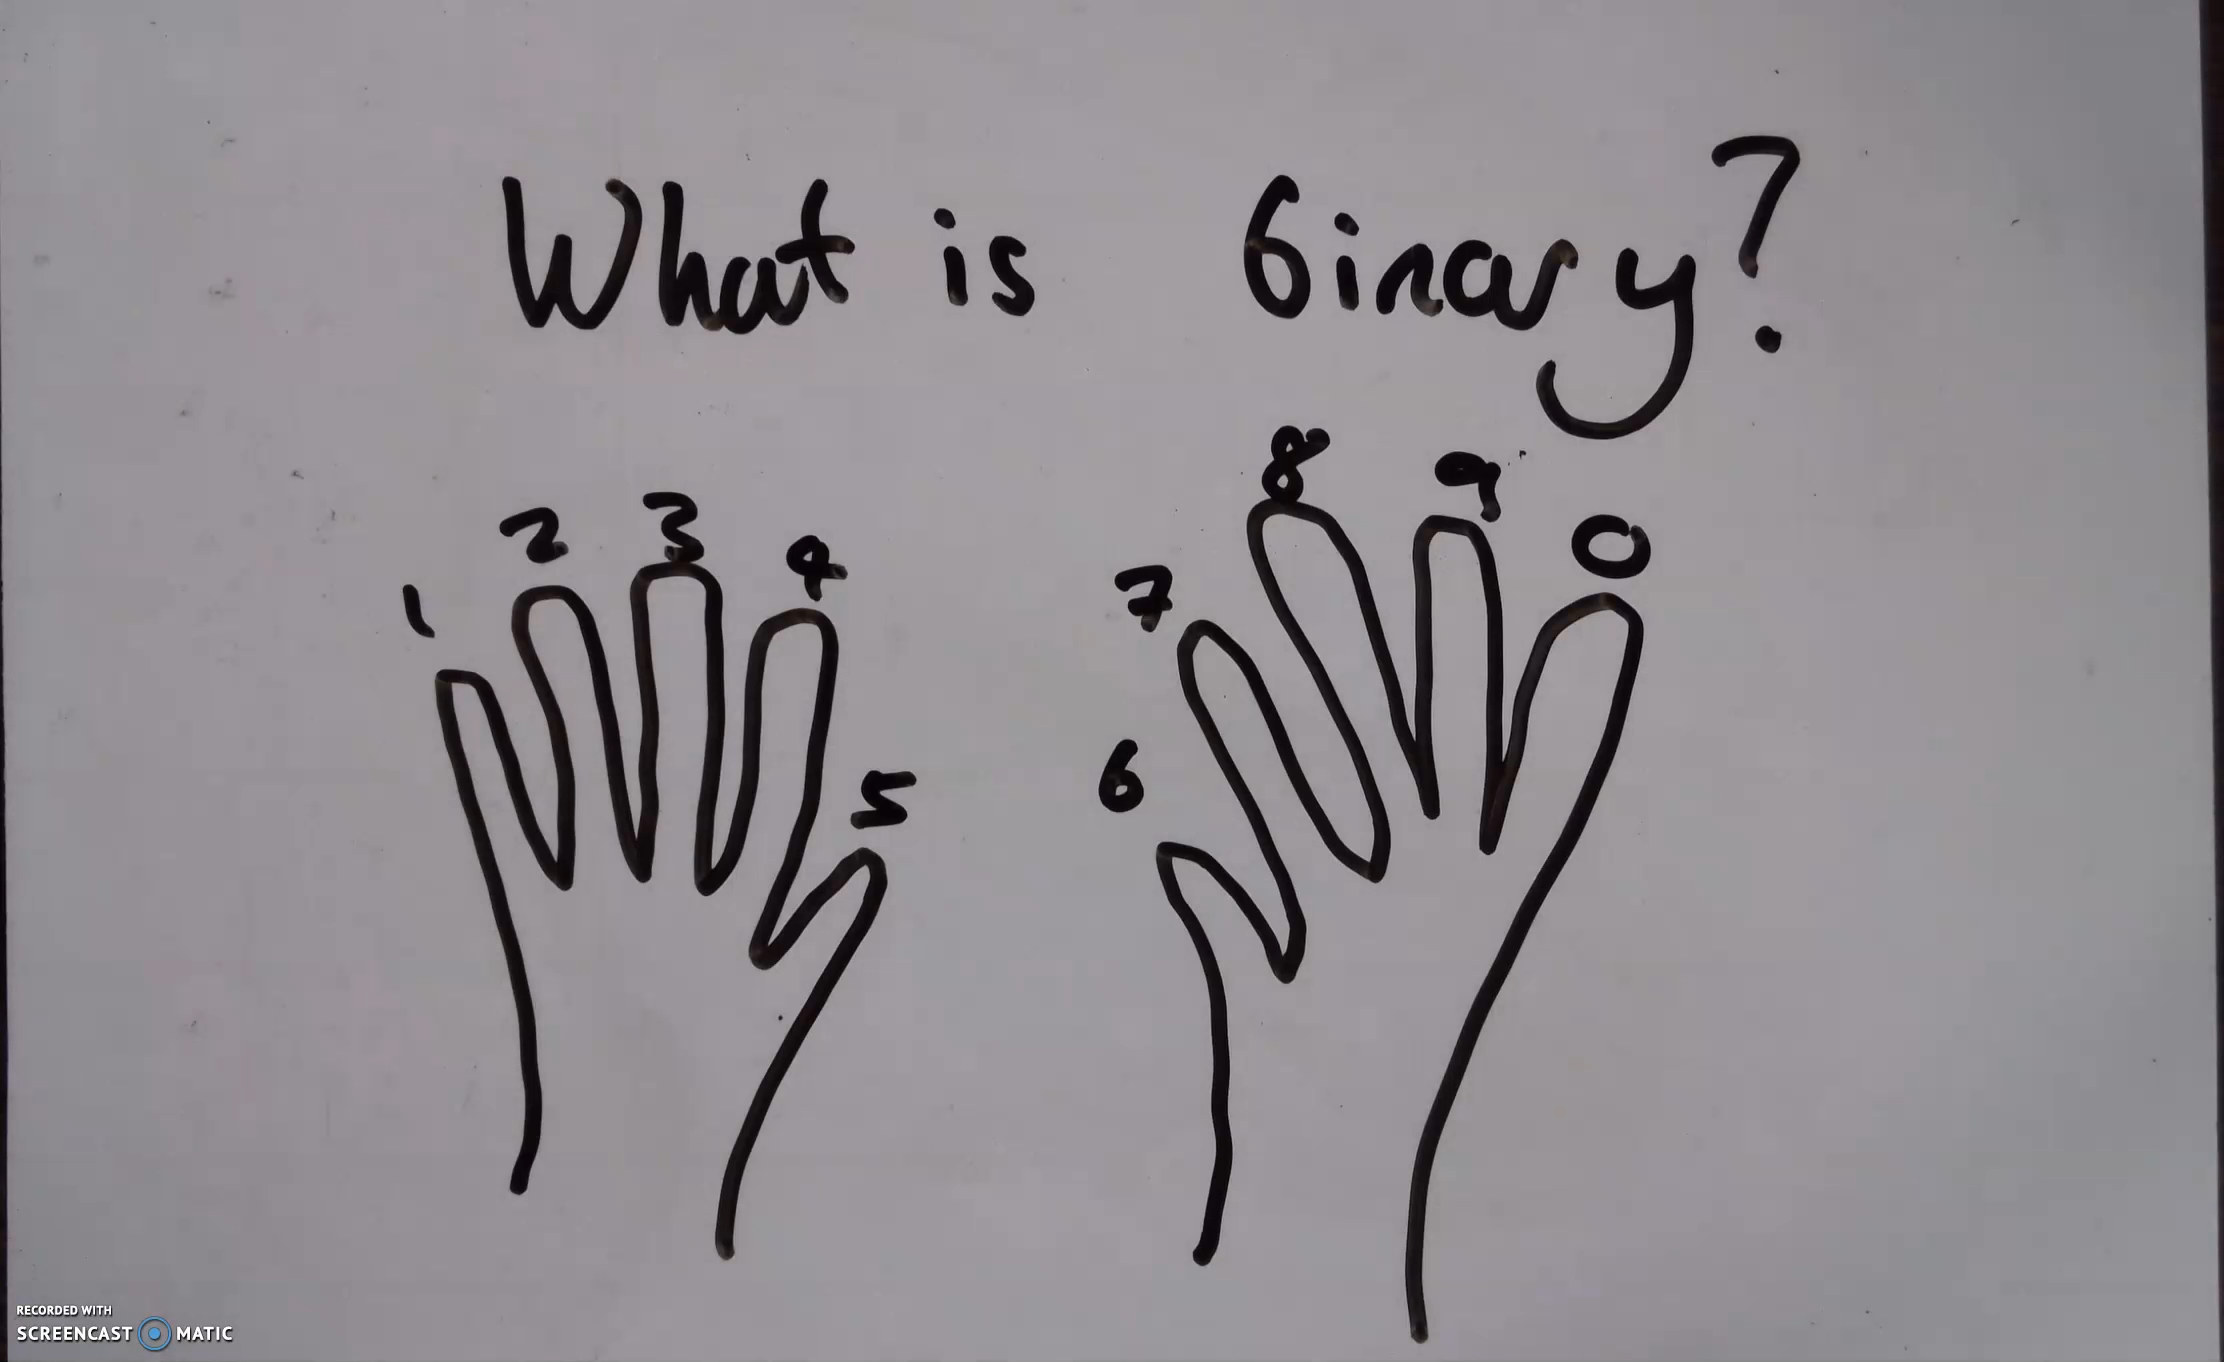 What is binary?
1 2 3 4 5
6 7 8 9 0
RECORDED WITH
SCREENCAST MATIC